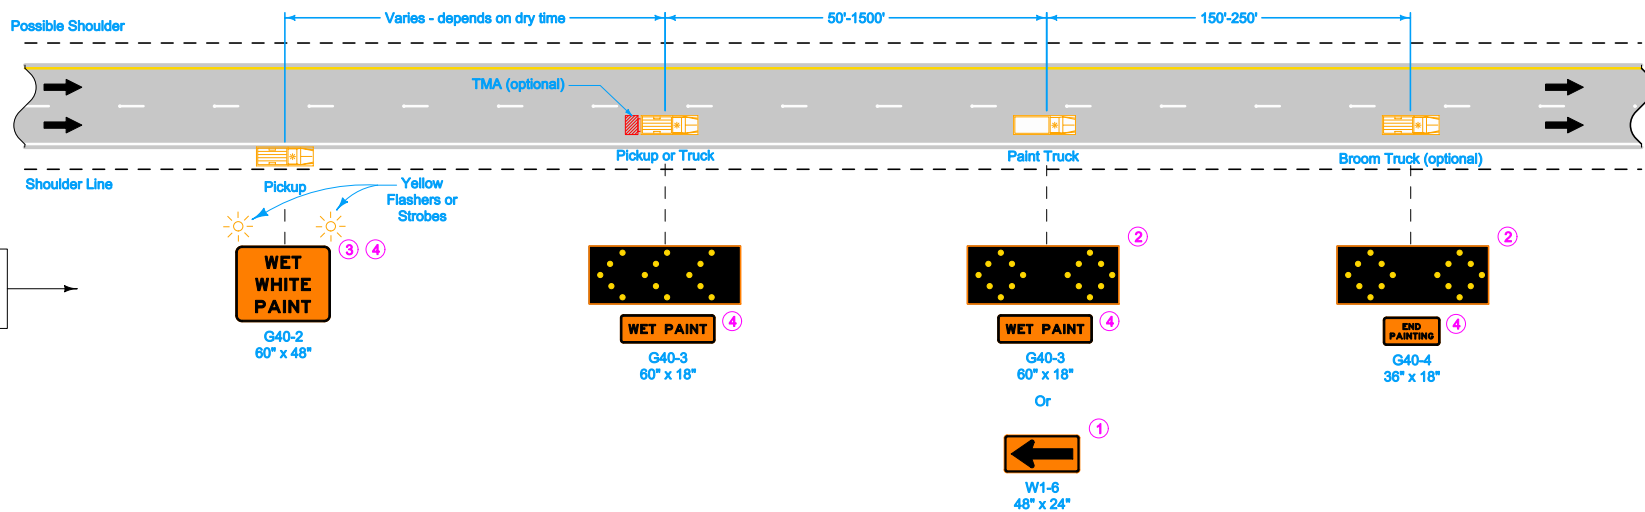 Varies - depends on dry time
50'-1500'
150'-250'
Possible Shoulder
TMA (optional)
Pickup or Truck
Paint Truck
Broom Truck (optional)
Shoulder Line
Pickup
Yellow
Flashers or
Strobes
WET
WHITE
PAINT
3 4
G40-2
60" x 48"
WET PAINT
4
G40-3
60" x 18"
2
WET PAINT
4
G40-3
60" x 18"
Or
1
W1-6
48" x 24"
2
END
PAINTING
4
G40-4
36" x 18"